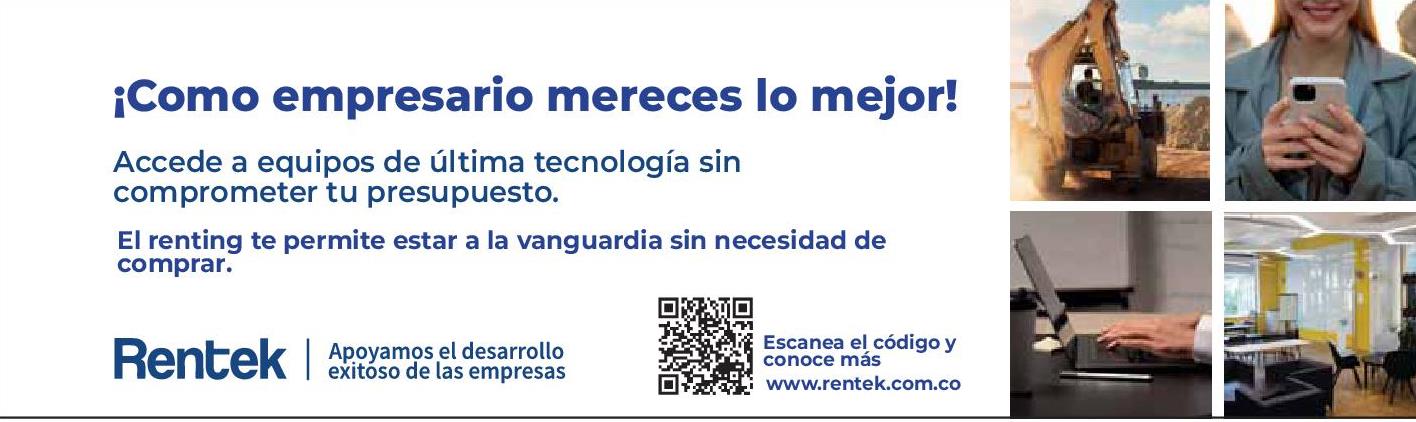 ¡Como empresario mereces lo mejor!
Accede a equipos de última tecnología sin
comprometer tu presupuesto.
El renting te permite estar a la vanguardia sin necesidad de
comprar.
Rentek
Apoyamos el desarrollo
exitoso de las empresas
Escanea el código y
conoce más
www.rentek.com.co